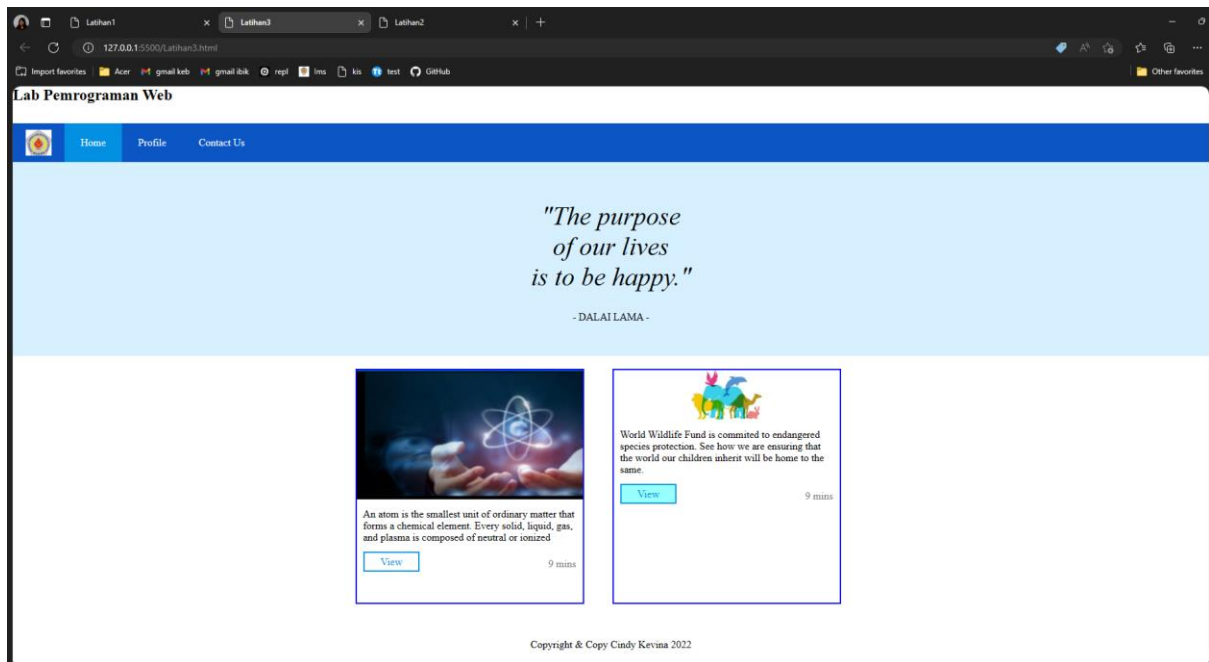 Latihan1
Latihan3
Latihan2
127.0.0.1:5500/Latihan3.html
Import favorites
Acer
gmail keb
gmail ibik
repl
lms
kis
test
GitHub
Other favorites
Lab Pemrograman Web
Home
Profile
Contact Us
"The purpose
of our lives
is to be happy."
- DALAI LAMA -
An atom is the smallest unit of ordinary matter that
forms a chemical element. Every solid, liquid, gas,
and plasma is composed of neutral or ionized
View
9 mins
World Wildlife Fund is commited to endangered
species protection. See how we are ensuring that
the world our children inherit will be home to the
same.
View
9 mins
Copyright & Copy Cindy Kevina 2022